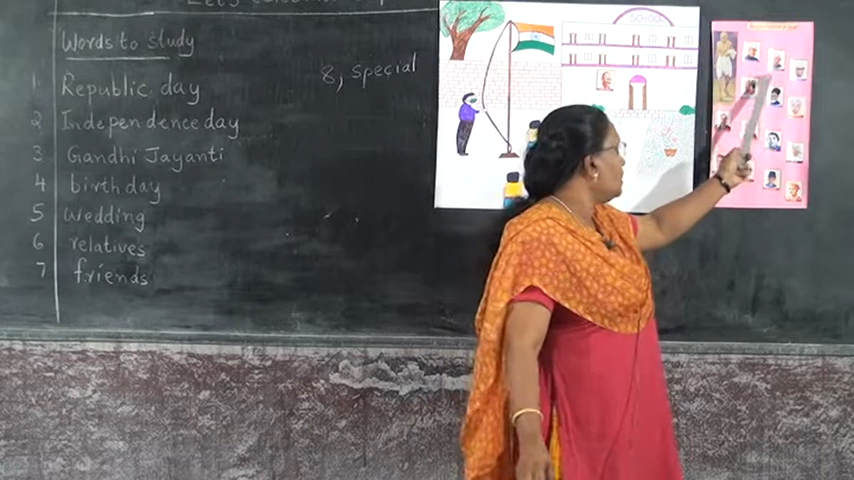 Words to study
1 Republic day
2 Independence day
3 Gandhi Jayanti
4 birthday
5 wedding
6 relatives
7 friends
8, special
SCHOOL